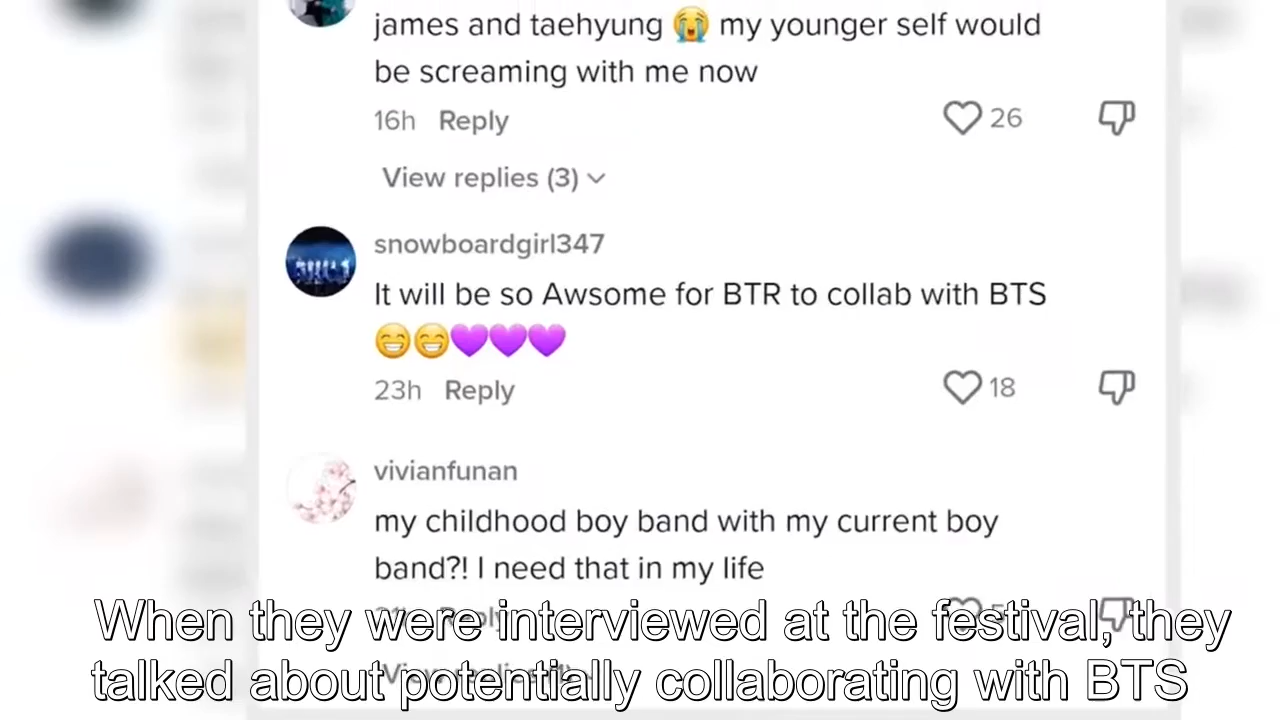 james and taehyung 😭 my younger self would
be screaming with me now
16h Reply 26
View replies (3)
snowboardgirl347
It will be so Awsome for BTR to collab with BTS
😁😁💜💜💜
23h Reply 18
vivianfunan
my childhood boy band with my current boy
band?! I need that in my life
Reply
When they were interviewed at the festival, they
talked about potentially collaborating with BTS